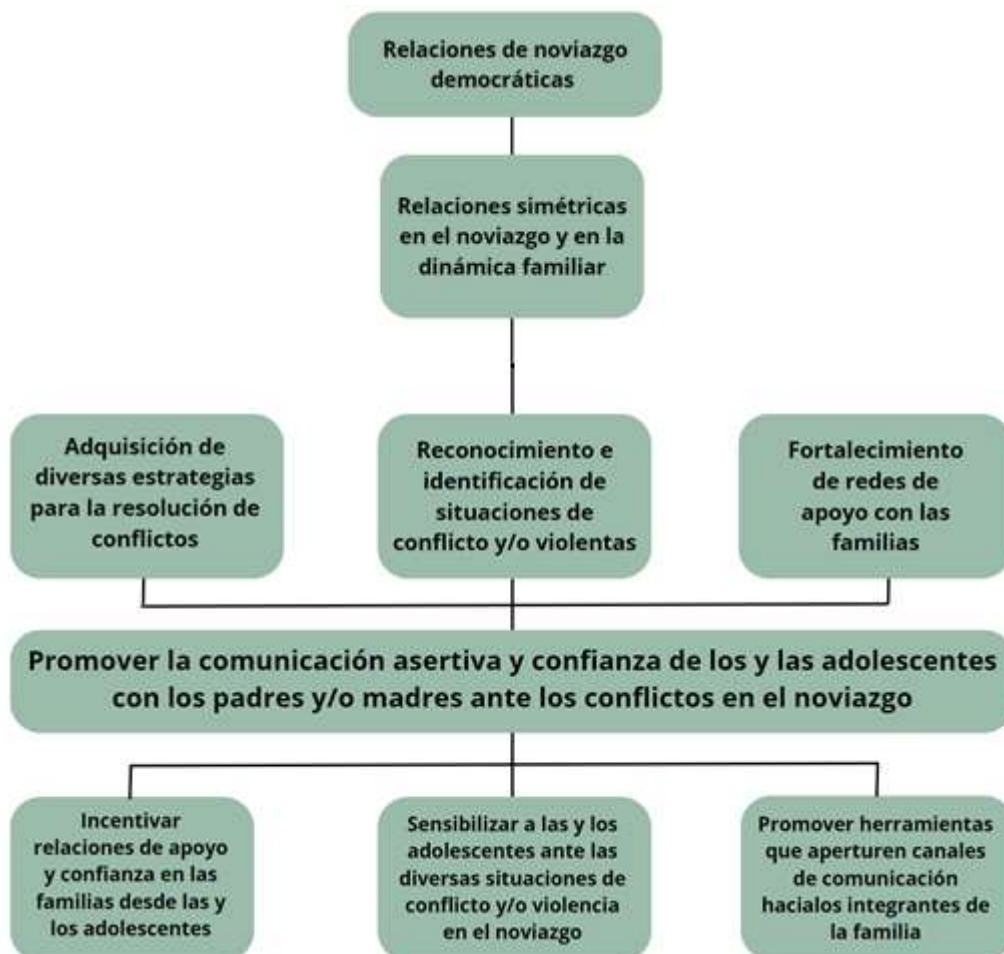 Relaciones de noviazgo
democráticas
Relaciones simétricas
en el noviazgo y en la
dinámica familiar
Adquisición de
diversas estrategias
para la resolución de
conflictos
Reconocimiento e
identificación de
situaciones de
conflicto y/o violentas
Fortalecimiento
de redes de
apoyo con las
familias
Promover la comunicación asertiva y confianza de los y las adolescentes
con los padres y/o madres ante los conflictos en el noviazgo
Incentivar
relaciones de apoyo
y confianza en las
familias desde las y
los adolescentes
Sensibilizar a las y los
adolescentes ante las
diversas situaciones de
conflicto y/o violencia
en el noviazgo
Promover herramientas
que aperturen canales
de comunicación
hacialos integrantes de
la familia